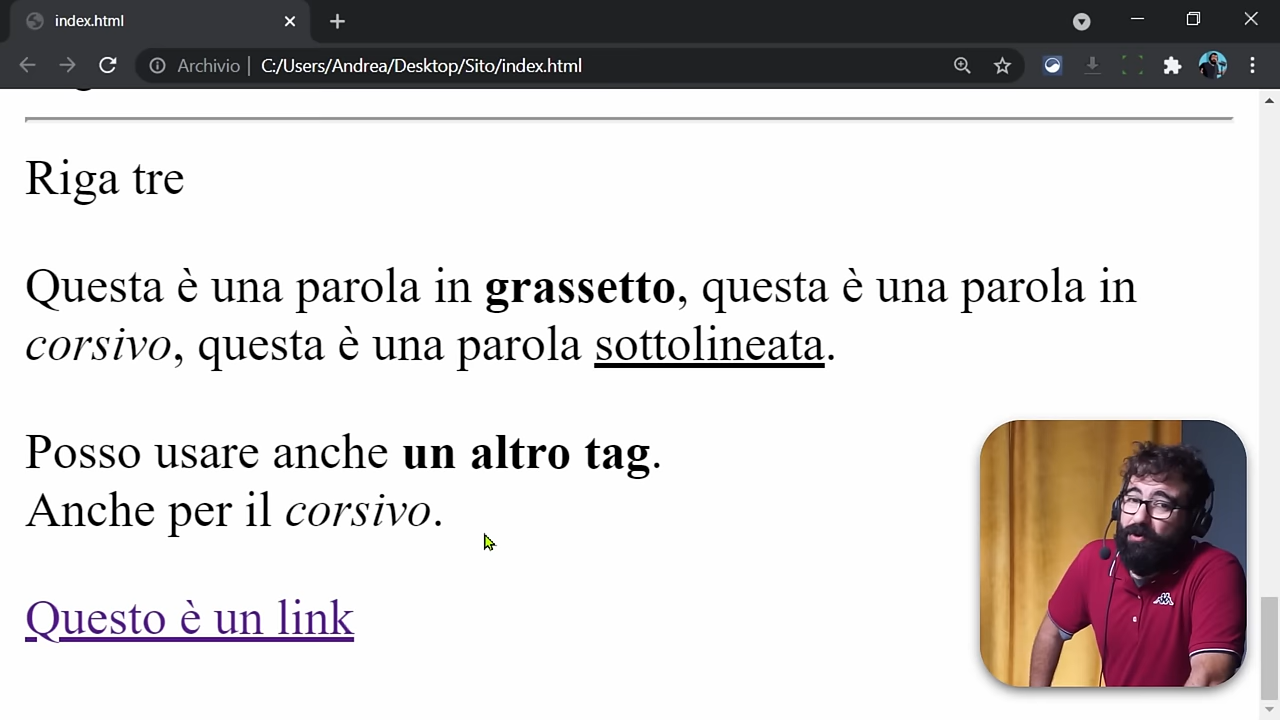 index.html
Archivio | C:/Users/Andrea/Desktop/Sito/index.html
Riga tre
Questa è una parola in grassetto, questa è una parola in
corsivo, questa è una parola sottolineata.
Posso usare anche un altro tag.
Anche per il corsivo.
Questo è un link